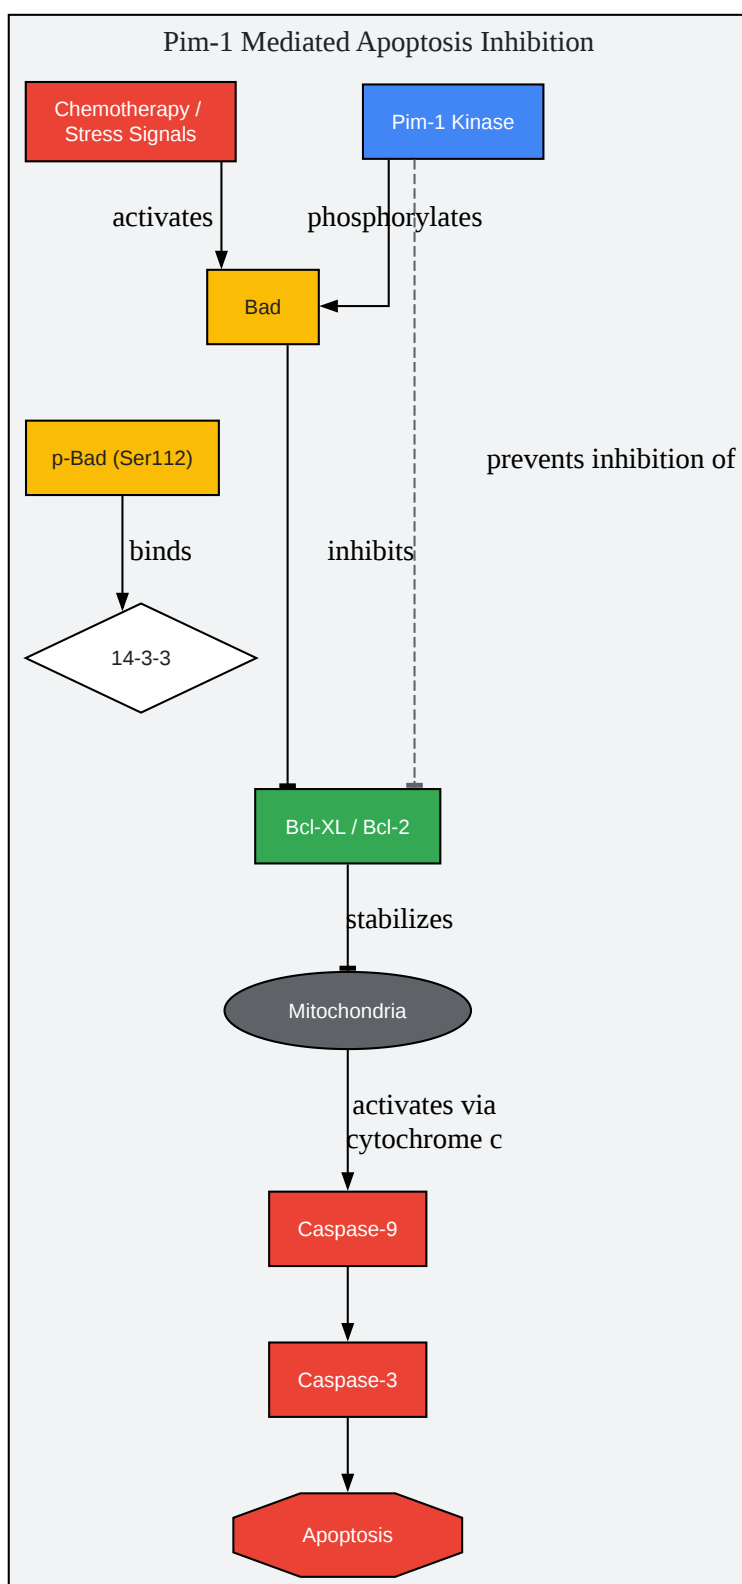 Pim-1 Mediated Apoptosis Inhibition
Chemotherapy /
Stress Signals
Pim-1 Kinase
activates
phosphorylates
Bad
p-Bad (Ser112)
prevents inhibition of
binds
inhibits
14-3-3
Bcl-XL / Bcl-2
stabilizes
Mitochondria
activates via
cytochrome c
Caspase-9
Caspase-3
Apoptosis